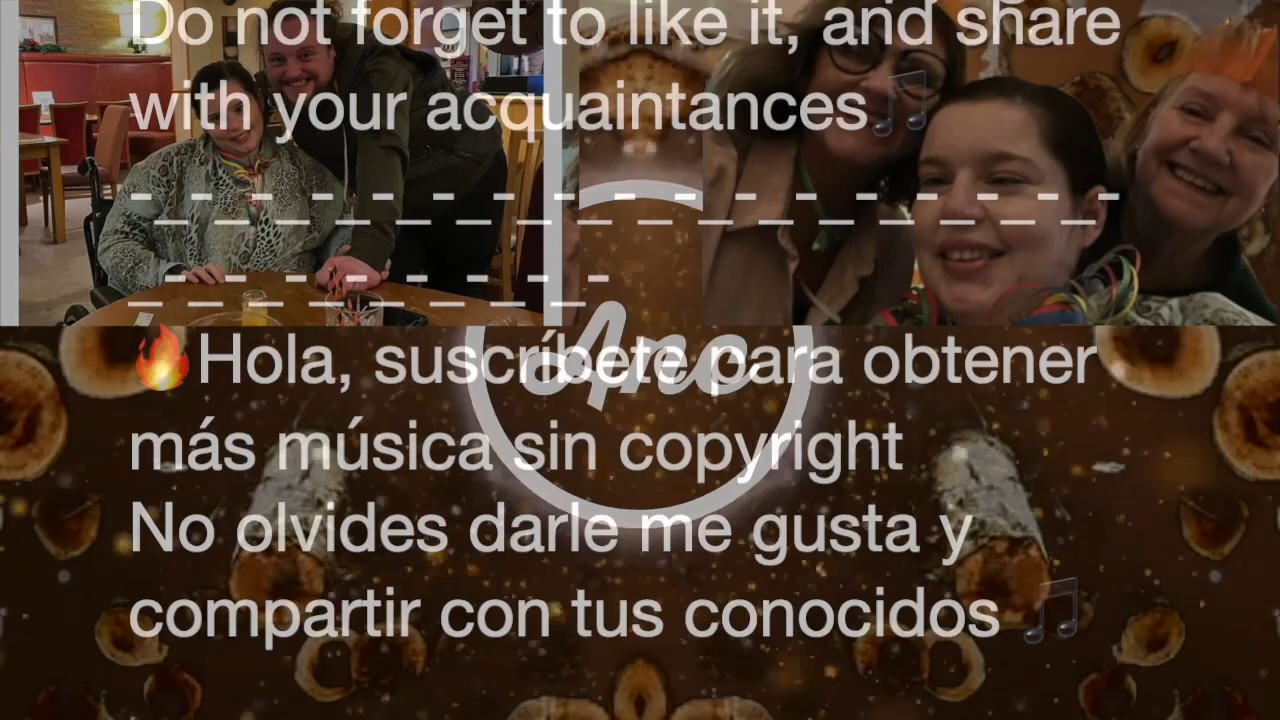 Do not forget to like it, and share
with your acquaintances🎵
- - - - - - - - - - - - - - - - - - - - - - -
— — — — — — — — — — — — — — — — — —
- - - - - - - - - - -
— — — — — — — — —
🔥Hola, suscríbete para obtener
Anc
más música sin copyright
No olvides darle me gusta y
compartir con tus conocidos 🎵